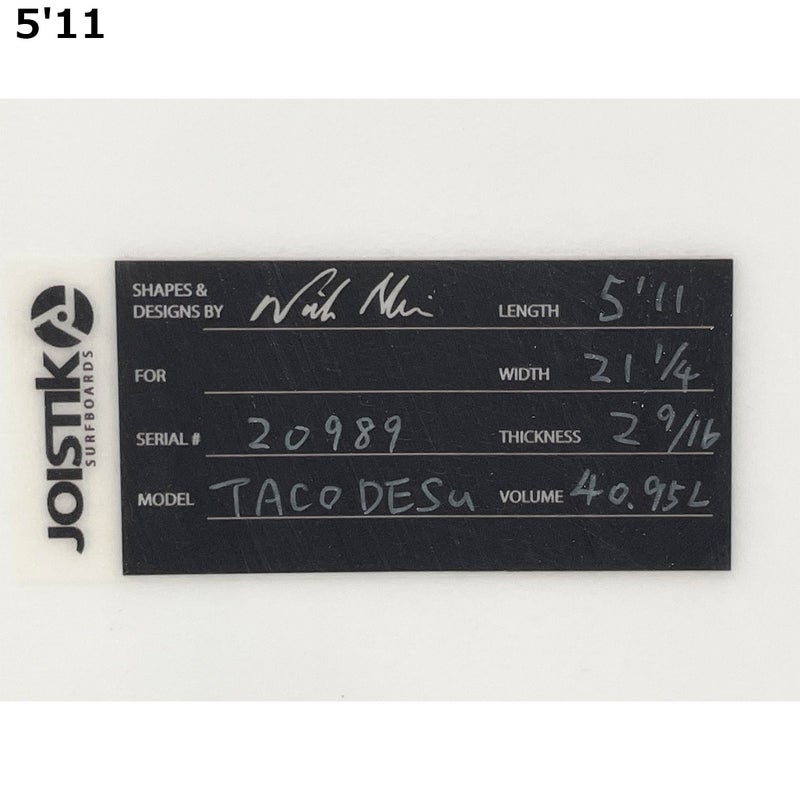 5'11
SHAPES &
DESIGNS BY
LENGTH 5'11
FOR
WIDTH 21 1/4
SERIAL # 20989
THICKNESS 2 9/16
MODEL TACO DESu
VOLUME 40.95L
JOISTIK
SURFBOARDS